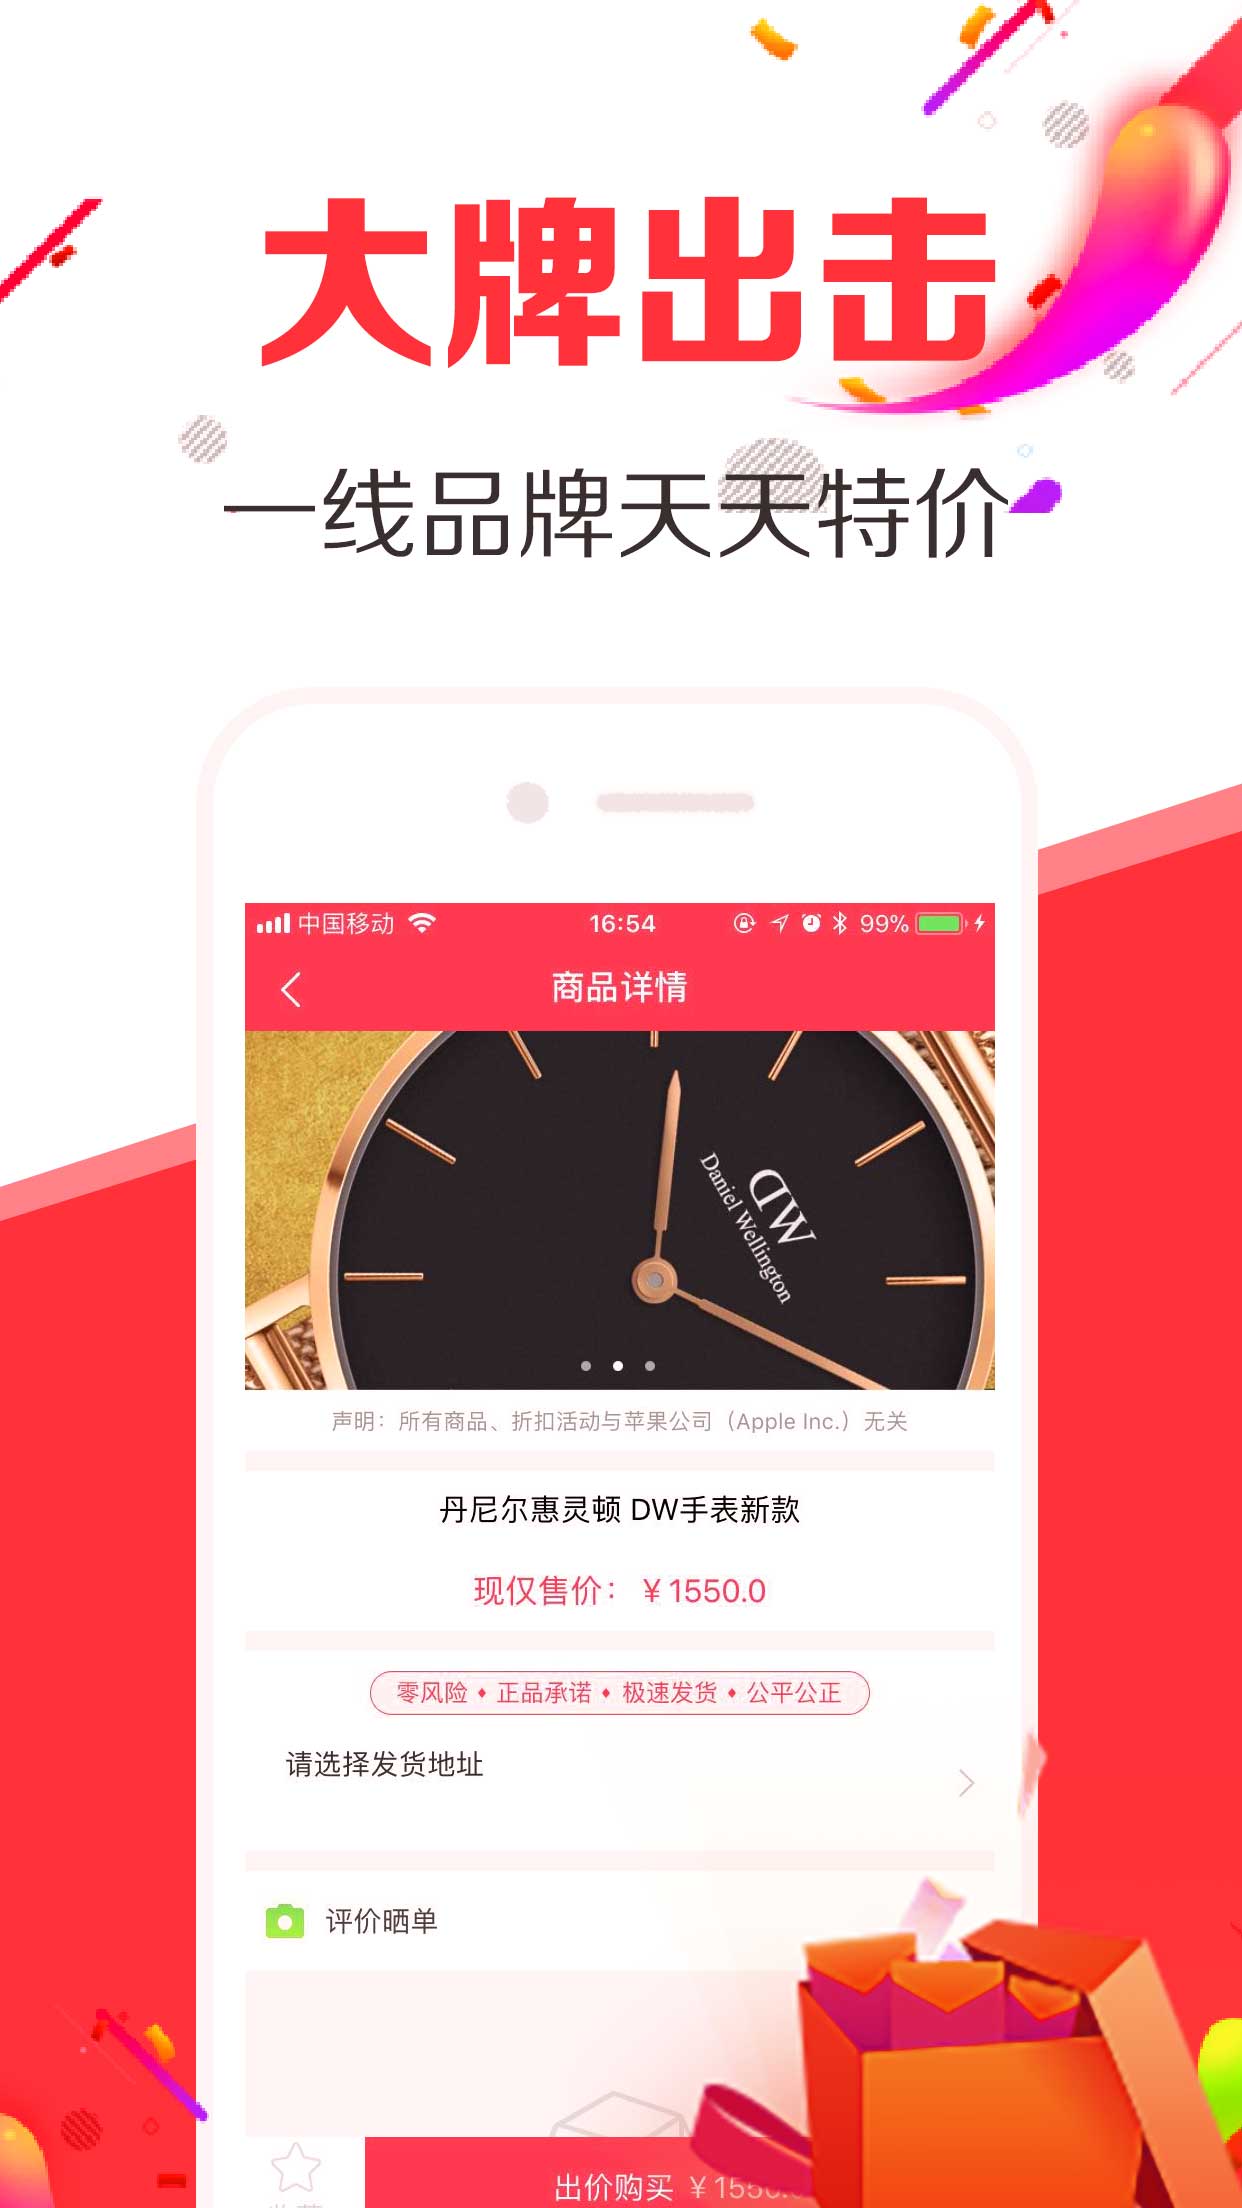 大牌出击
一线品牌天天特价
中国移动 16:54 99%
商品详情
DW
Daniel Wellington
声明：所有商品、折扣活动与苹果公司（Apple Inc.）无关
丹尼尔惠灵顿 DW手表新款
现仅售价：￥1550.0
零风险 ♦ 正品承诺 ♦ 极速发货 ♦ 公平公正
请选择发货地址
评价晒单
出价购买 ￥1550.0